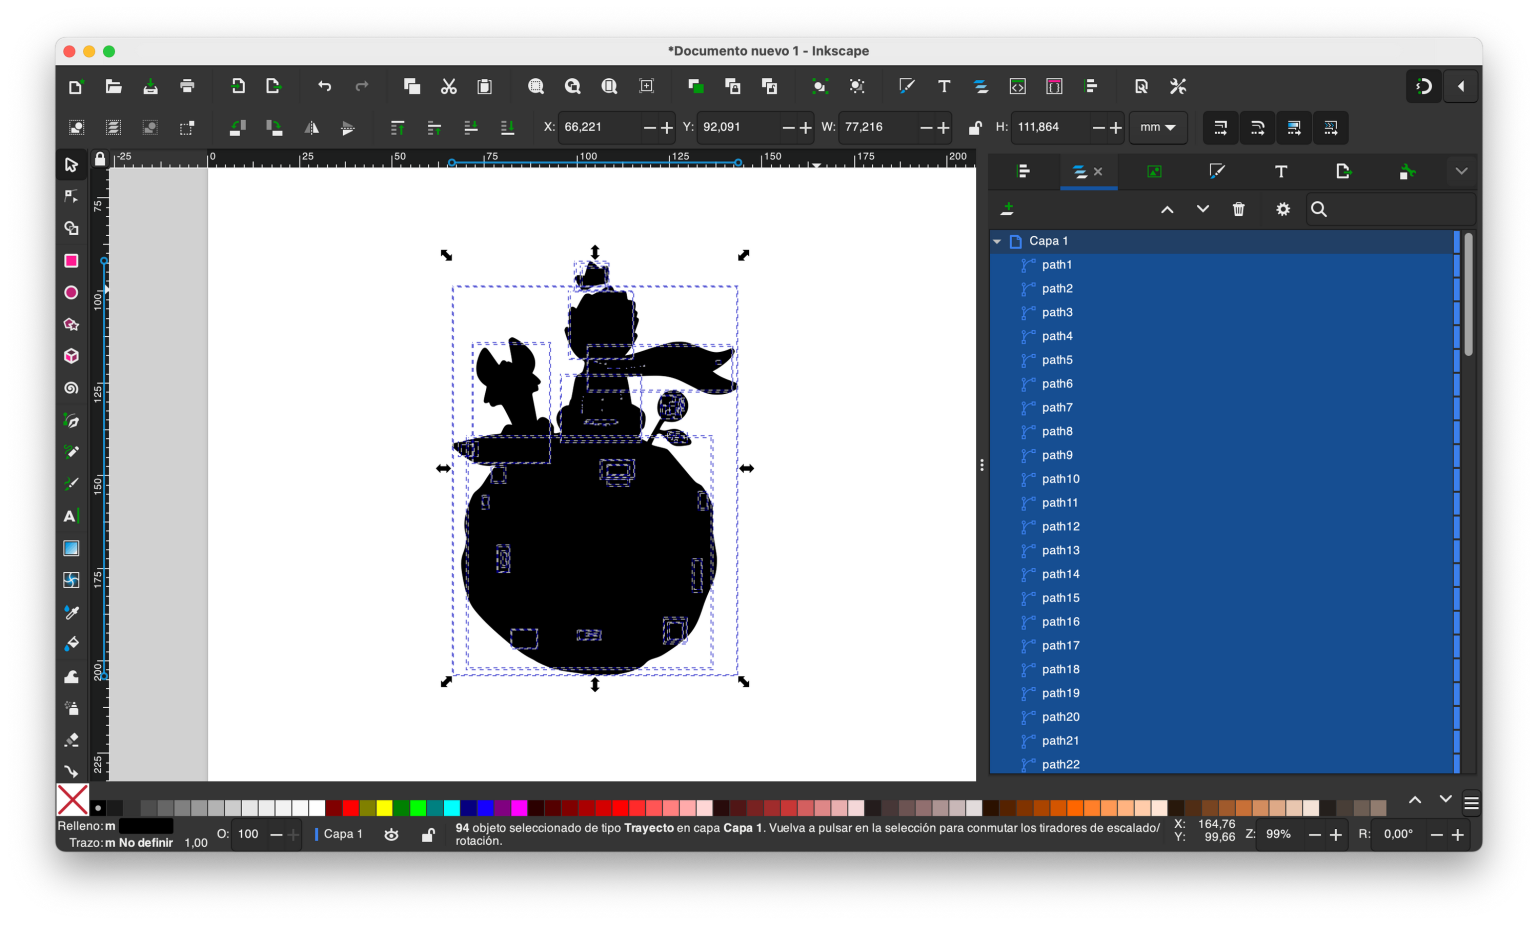 *Documento nuevo 1 - Inkscape
X: 66,221 Y: 92,091 W: 77,216 H: 111,864 mm
-25 0 25 50 75 100 125 150 175 200
75
100
125
150
175
200
225
Capa 1
path1
path2
path3
path4
path5
path6
path7
path8
path9
path10
path11
path12
path13
path14
path15
path16
path17
path18
path19
path20
path21
path22
Relleno: m
Trazo: m No definir 1,00
O: 100
Capa 1
94 objeto seleccionado de tipo Trayecto en capa Capa 1. Vuelva a pulsar en la selección para conmutar los tiradores de escalado/
rotación.
X: 164,76
Y: 99,66
Z: 99%
R: 0,00°